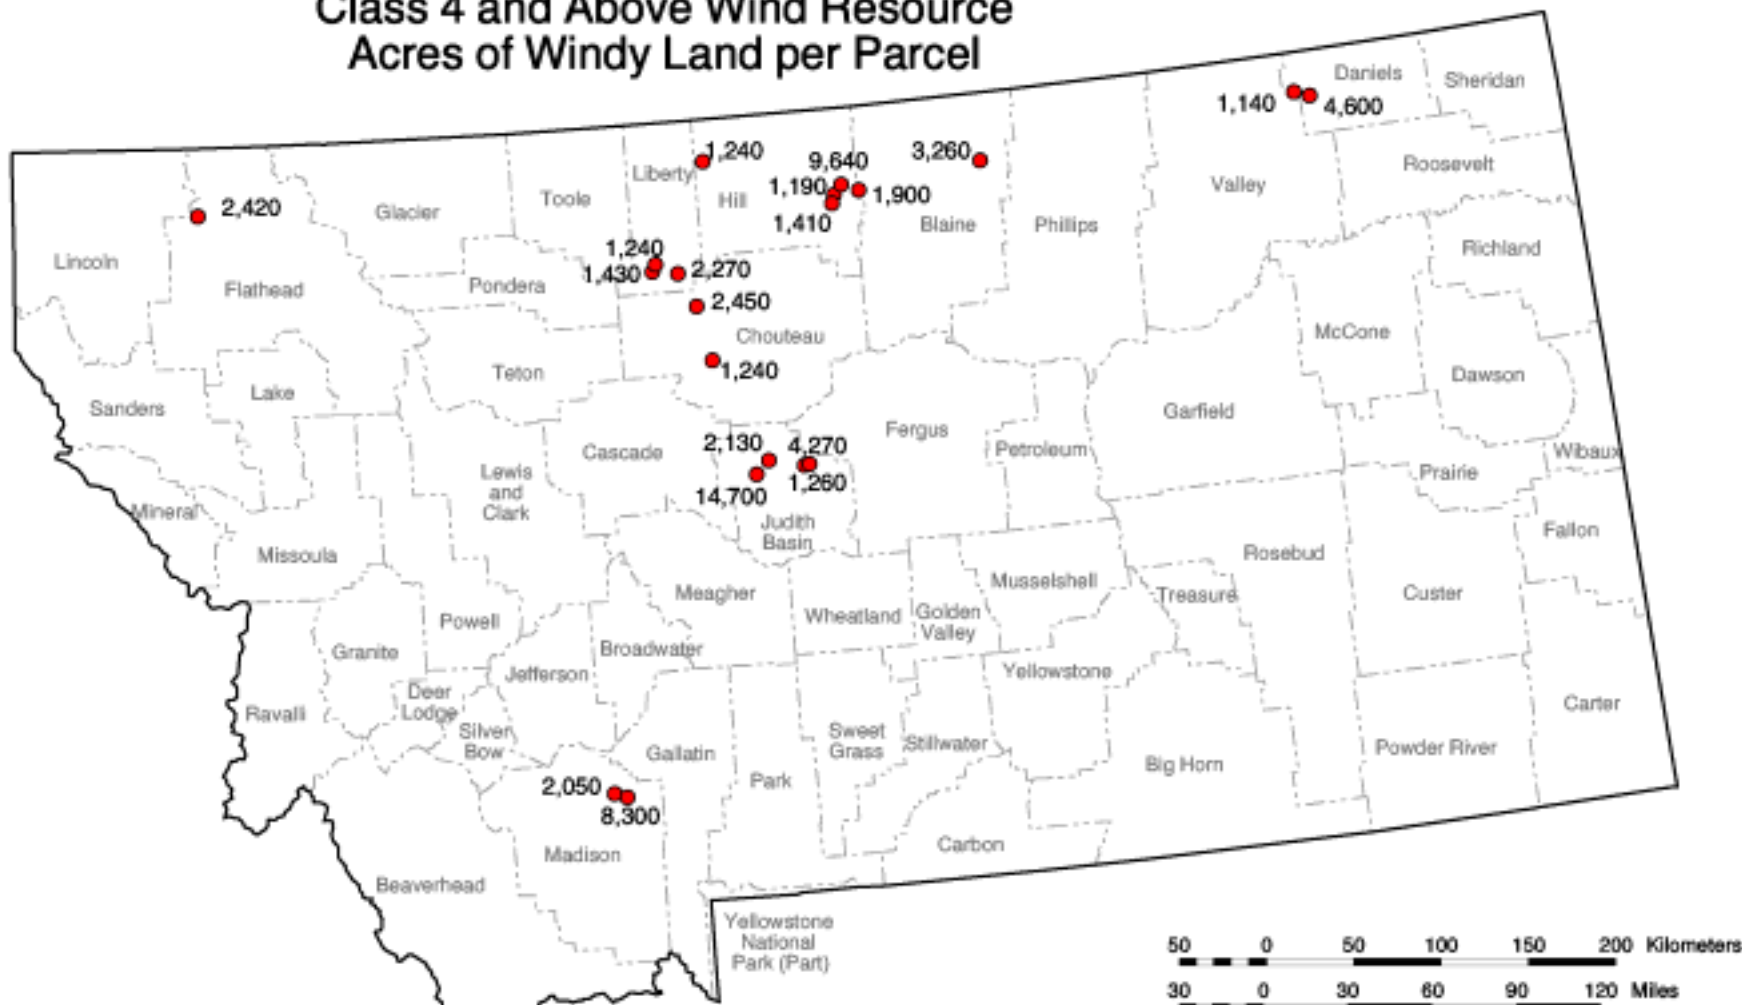 Class 4 and Above Wind Resource
Acres of Windy Land per Parcel
Daniels
Sheridan
1,140
4,600
1,240
9,640
3,260
Liberty
Roosevelt
1,190
1,900
Valley
Toole
Hill
2,420
Glacier
1,410
Blaine
Phillips
Richland
1,240
Lincoln
1,430
2,270
Pondera
Flathead
2,450
Chouteau
McCone
1,240
Teton
Dawson
Lake
Sanders
Garfield
Fergus
2,130
4,270
Cascade
Petroleum
Wibaux
Prairie
Lewis
and
Clark
1,260
14,700
Mineral
Judith
Basin
Fallon
Missoula
Rosebud
Musselshell
Meagher
Treasure
Custer
Wheatland
Golden
Valley
Powell
Granite
Broadwater
Jefferson
Yellowstone
Deer
Lodge
Ravalli
Carter
Silver
Bow
Sweet
Grass
Stillwater
Gallatin
Powder River
Big Horn
Park
2,050
8,300
Carbon
Madison
Beaverhead
Yellowstone
National
Park (Part)
50 0 50 100 150 200 Kilometers
30 0 30 60 90 120 Miles